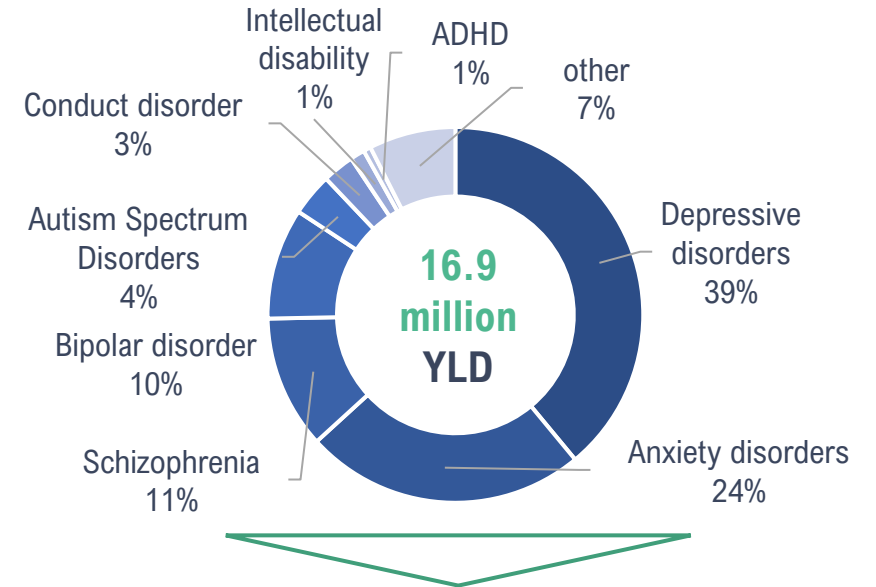 Intellectual
disability
1%
ADHD
1%
other
7%
Conduct disorder
3%
Autism Spectrum
Disorders
4%
Depressive
disorders
39%
16.9
million
YLD
Bipolar disorder
10%
Schizophrenia
11%
Anxiety disorders
24%